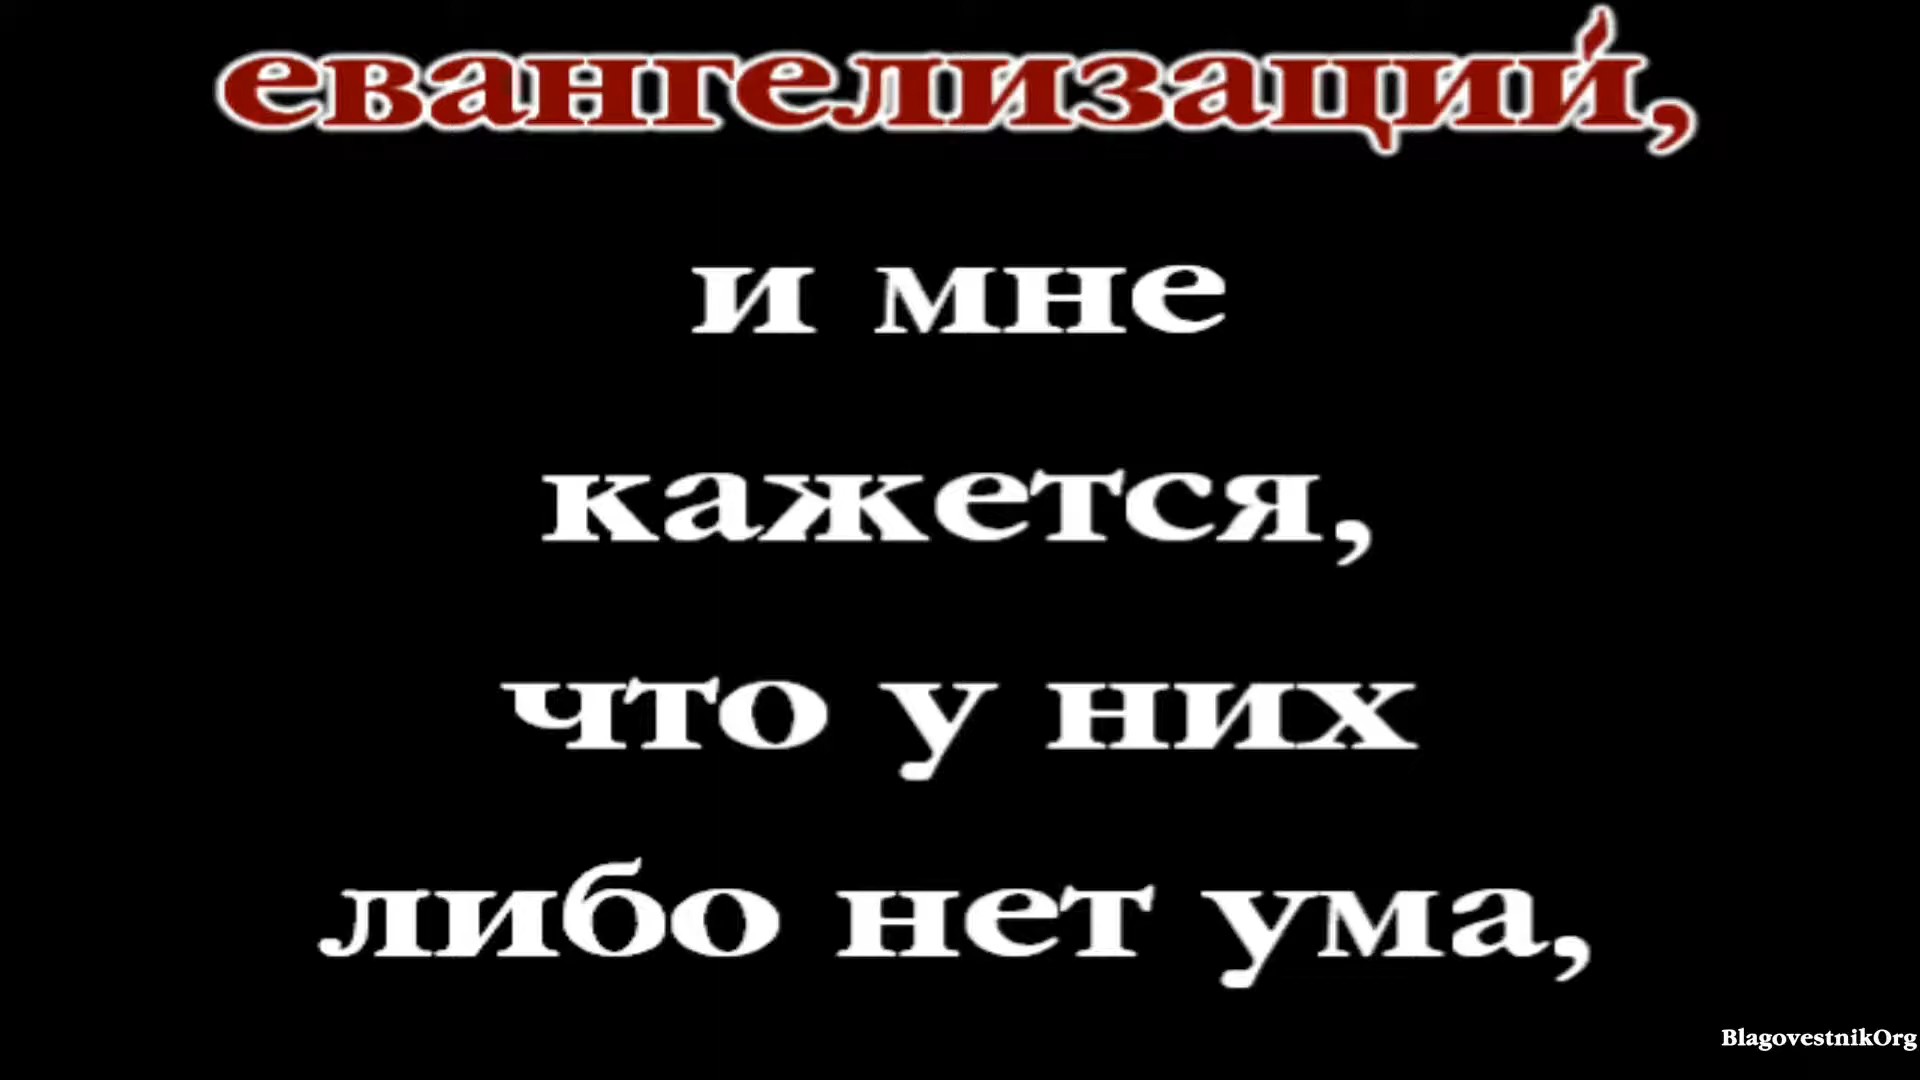 евангелизаций,
и мне
кажется,
что у них
либо нет ума,
BlagovestnikOrg